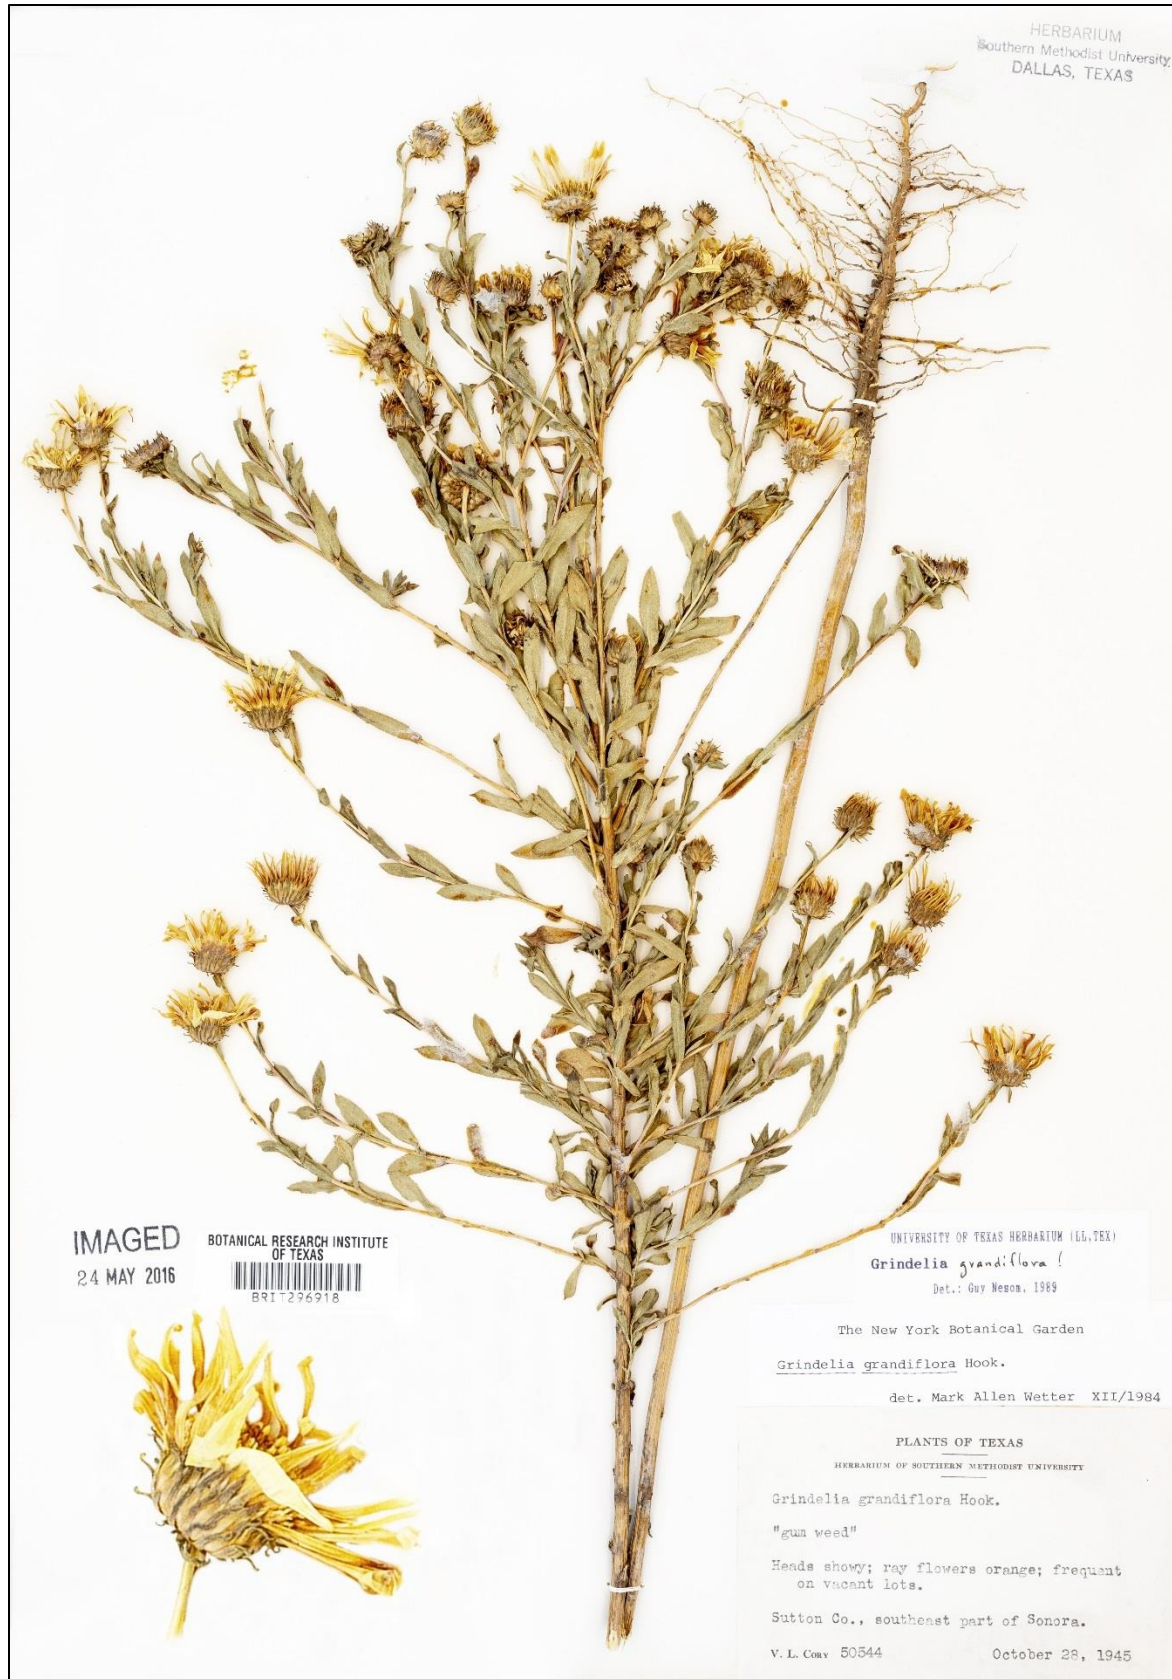 HERBARIUM
Southern Methodist University
DALLAS, TEXAS
IMAGED
24 MAY 2016
BOTANICAL RESEARCH INSTITUTE
OF TEXAS
BRIT296918
UNIVERSITY OF TEXAS HERBARIUM (LL,TEX)
Grindelia grandiflora !
Det.: Guy Nesom, 1989
The New York Botanical Garden
Grindelia grandiflora Hook.
det. Mark Allen Wetter XII/1984
PLANTS OF TEXAS
HERBARIUM OF SOUTHERN METHODIST UNIVERSITY
Grindelia grandiflora Hook.
"gum weed"
Heads showy; ray flowers orange; frequent
on vacant lots.
Sutton Co., southeast part of Sonora.
V. L. CORY 50544 October 28, 1945